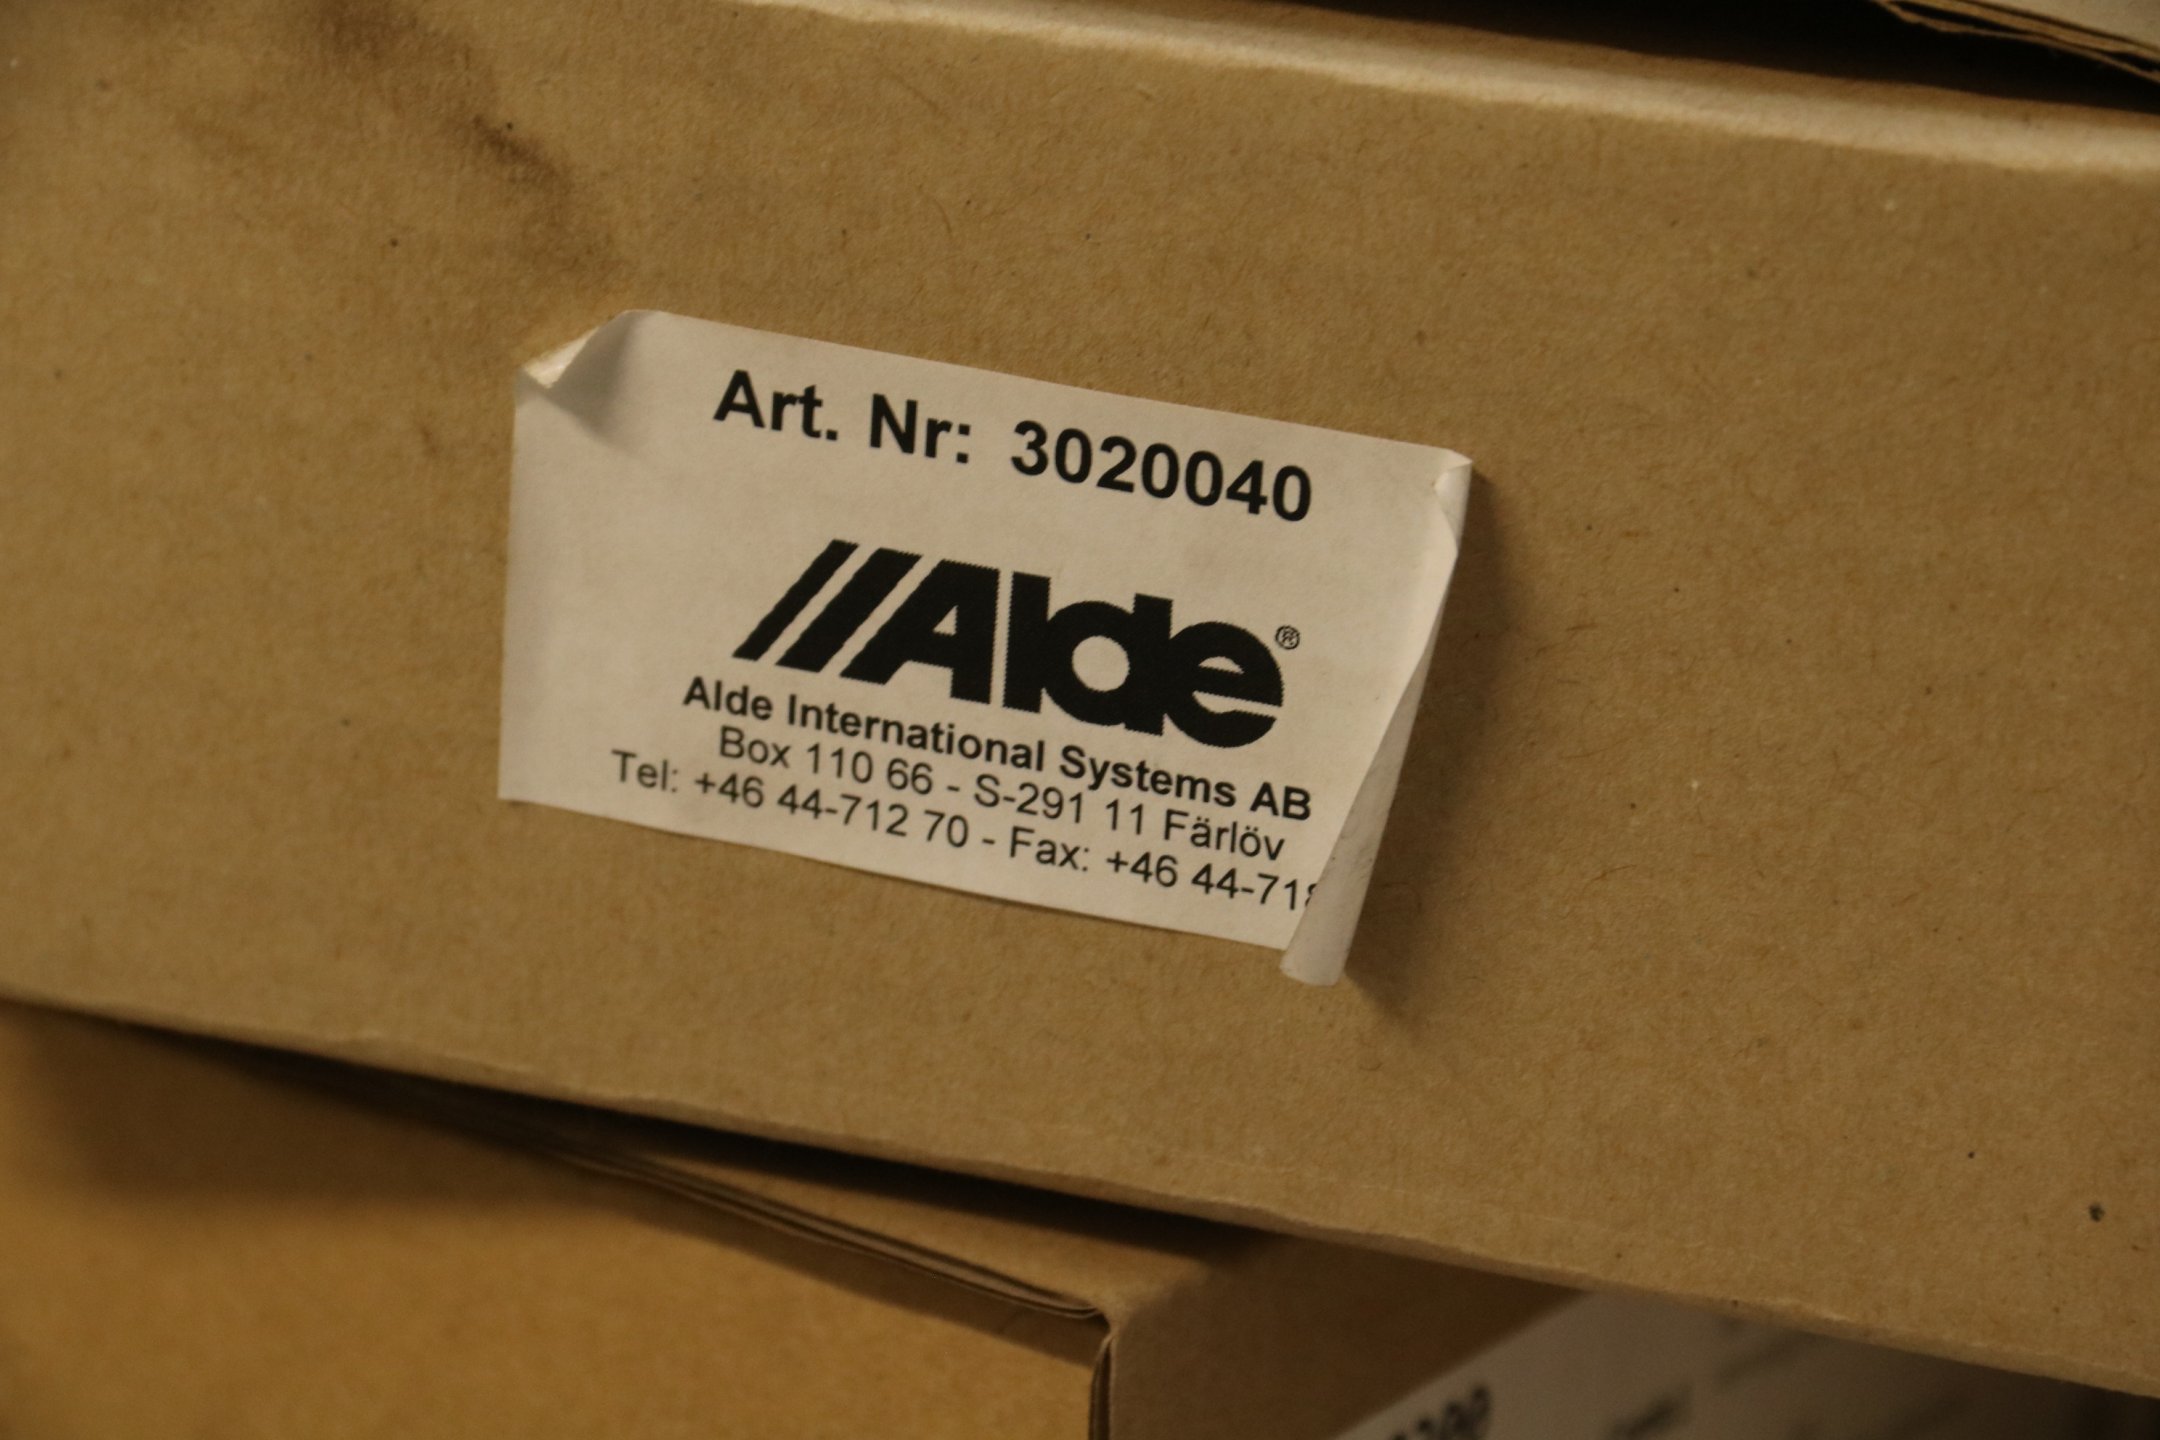 Art. Nr: 3020040
//Alde®
Alde International Systems AB
Box 110 66 - S-291 11 Färlöv
Tel: +46 44-712 70 - Fax: +46 44-71